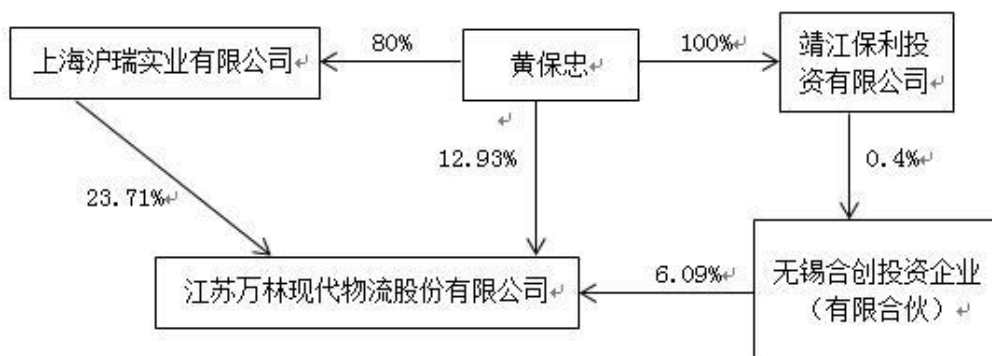 上海沪瑞实业有限公司↵
80%
黄保忠↵
100%↵
靖江保利投
资有限公司↵
↵
23.71%↵
12.93%
0.4%↵
江苏万林现代物流股份有限公司↵
6.09%↵
无锡合创投资企业
（有限合伙）↵